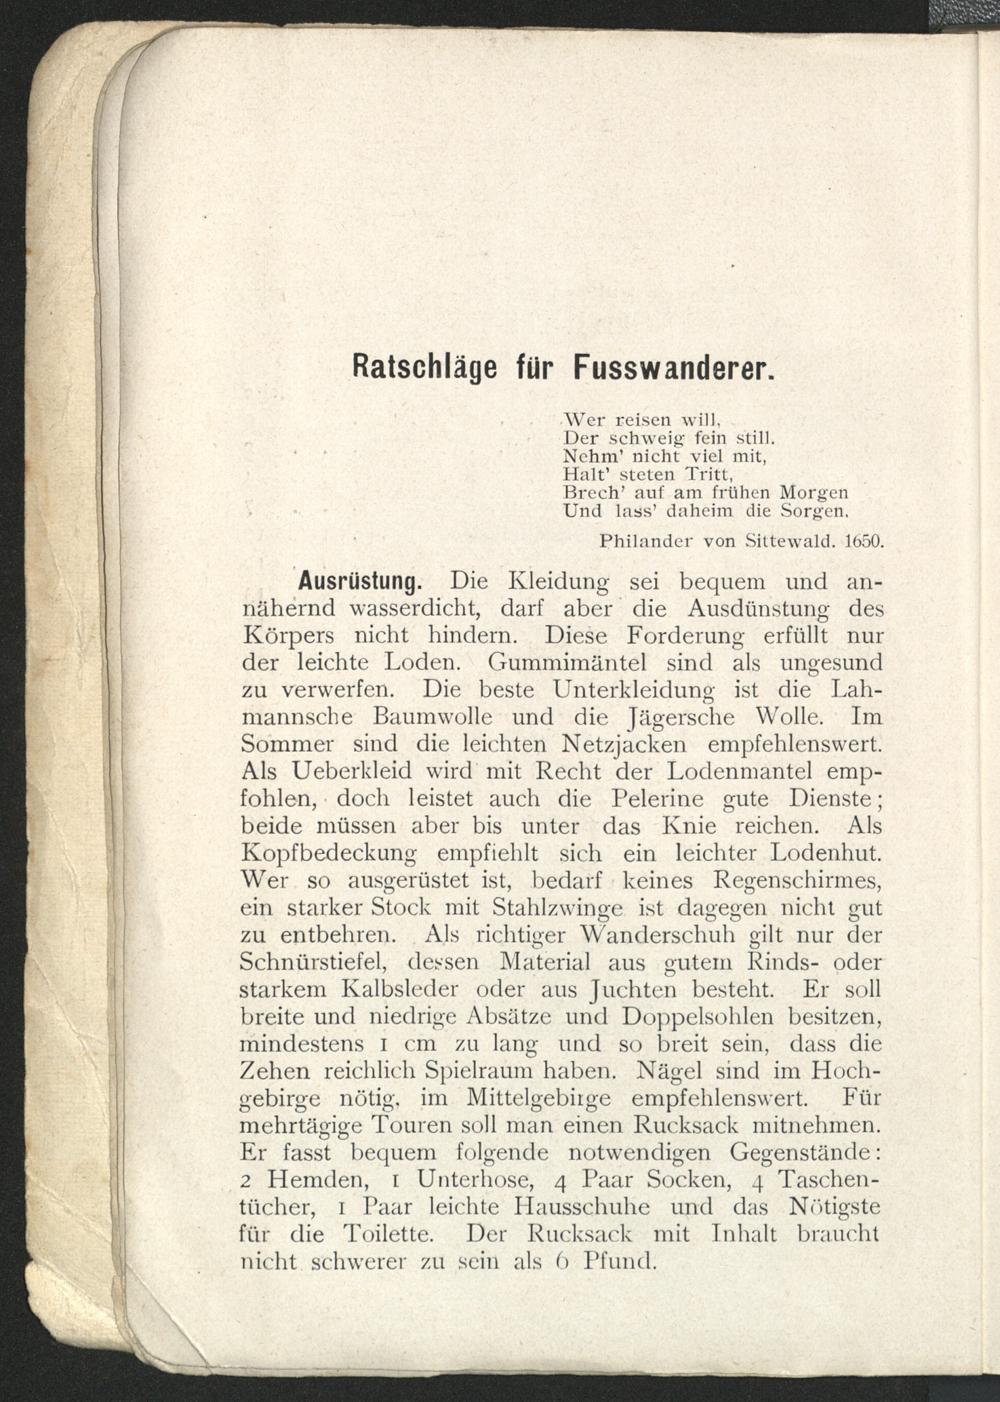 Ratschläge für Fusswanderer.
Wer reisen will,
Der schweig fein still.
Nehm' nicht viel mit,
Halt' steten Tritt,
Brech' auf am frühen Morgen
Und lass' daheim die Sorgen.
Philander von Sittewald. 1650.
Ausrüstung. Die Kleidung sei bequem und an-
nähernd wasserdicht, darf aber die Ausdünstung des
Körpers nicht hindern. Diese Forderung erfüllt nur
der leichte Loden. Gummimäntel sind als ungesund
zu verwerfen. Die beste Unterkleidung ist die Lah-
mannsche Baumwolle und die Jägersche Wolle. Im
Sommer sind die leichten Netzjacken empfehlenswert.
Als Ueberkleid wird mit Recht der Lodenmantel emp-
fohlen, doch leistet auch die Pelerine gute Dienste;
beide müssen aber bis unter das Knie reichen. Als
Kopfbedeckung empfiehlt sich ein leichter Lodenhut.
Wer so ausgerüstet ist, bedarf keines Regenschirmes,
ein starker Stock mit Stahlzwinge ist dagegen nicht gut
zu entbehren. Als richtiger Wanderschuh gilt nur der
Schnürstiefel, dessen Material aus gutem Rinds- oder
starkem Kalbsleder oder aus Juchten besteht. Er soll
breite und niedrige Absätze und Doppelsohlen besitzen,
mindestens 1 cm zu lang und so breit sein, dass die
Zehen reichlich Spielraum haben. Nägel sind im Hoch-
gebirge nötig, im Mittelgebirge empfehlenswert. Für
mehrtägige Touren soll man einen Rucksack mitnehmen.
Er fasst bequem folgende notwendigen Gegenstände:
2 Hemden, 1 Unterhose, 4 Paar Socken, 4 Taschen-
tücher, 1 Paar leichte Hausschuhe und das Nötigste
für die Toilette. Der Rucksack mit Inhalt braucht
nicht schwerer zu sein als 6 Pfund.